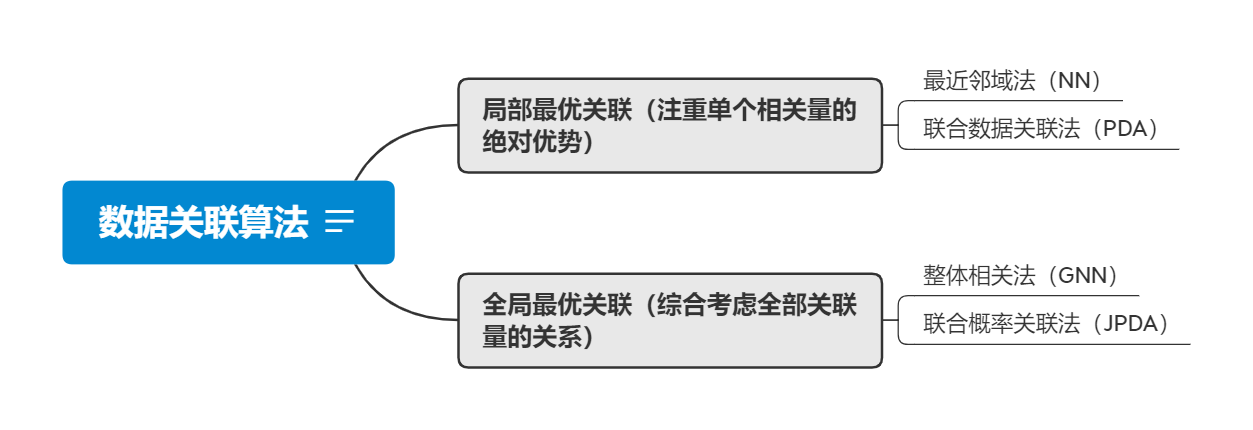 数据关联算法
局部最优关联（注重单个相关量的
绝对优势）
最近邻域法（NN）
联合数据关联法（PDA）
全局最优关联（综合考虑全部关联
量的关系）
整体相关法（GNN）
联合概率关联法（JPDA）